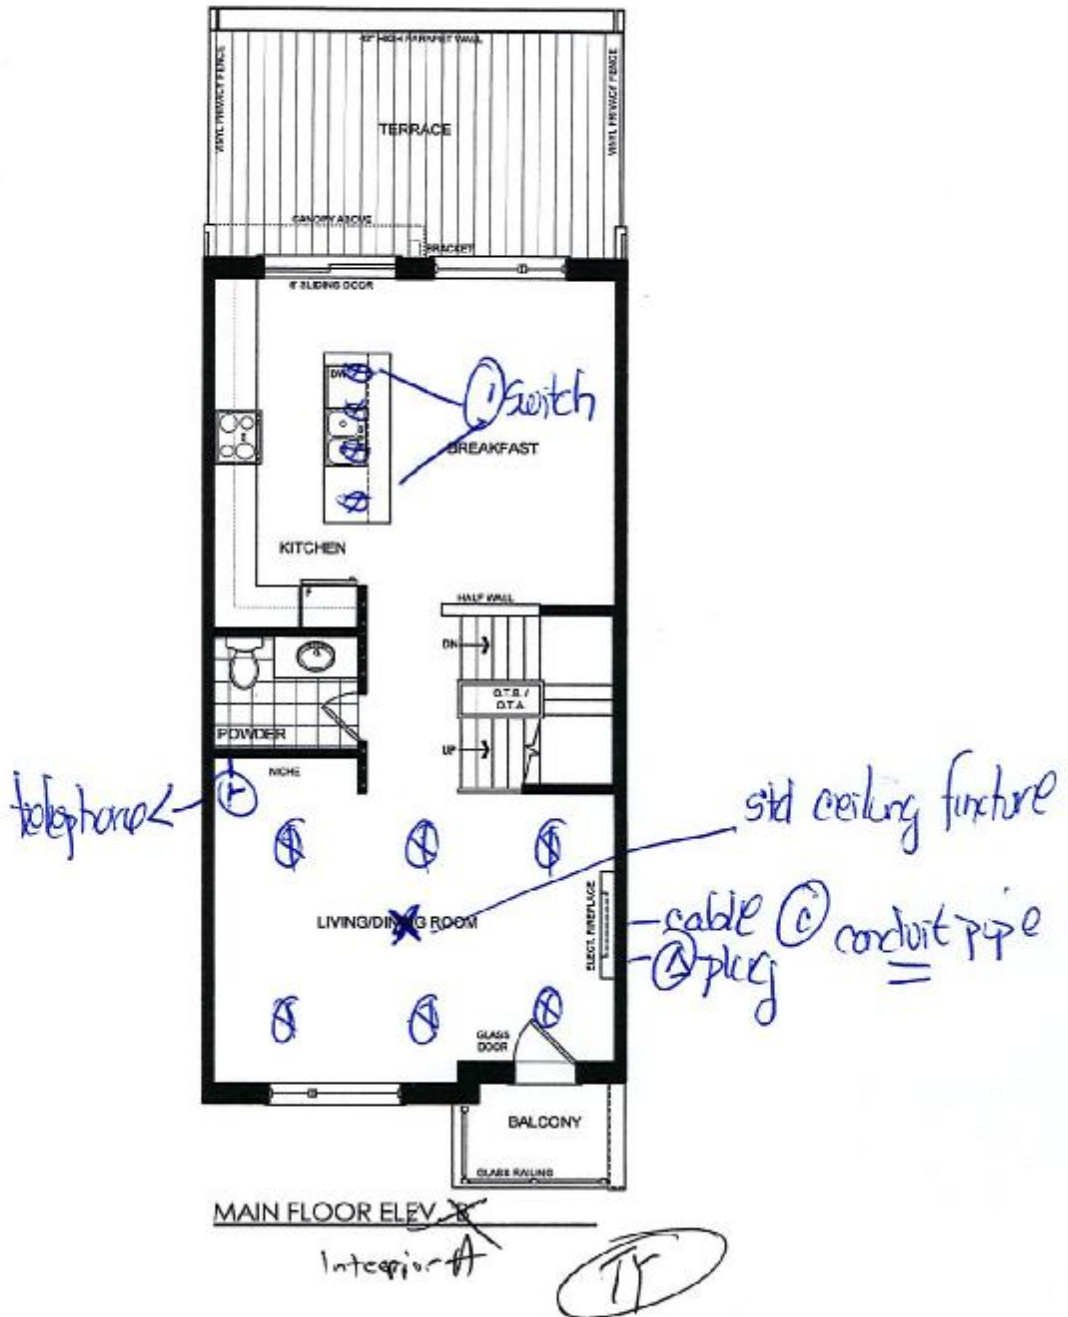 42" HIGH PARAPET WALL
VINYL PRIVACY FENCE
VINYL PRIVACY FENCE
TERRACE
CANOPY ABOVE
BRACKET
6' SLIDING DOOR
DW
1 switch
BREAKFAST
KITCHEN
F
HALF WALL
DN
O.T.B. /
O.T.A.
UP
POWDER
NICHE
telephone
std ceiling fixture
LIVING/DINING ROOM
ELECT. FIREPLACE
cable C conduit pipe
plug
GLASS
DOOR
BALCONY
GLASS RAILING
MAIN FLOOR ELEV. B
Interior A